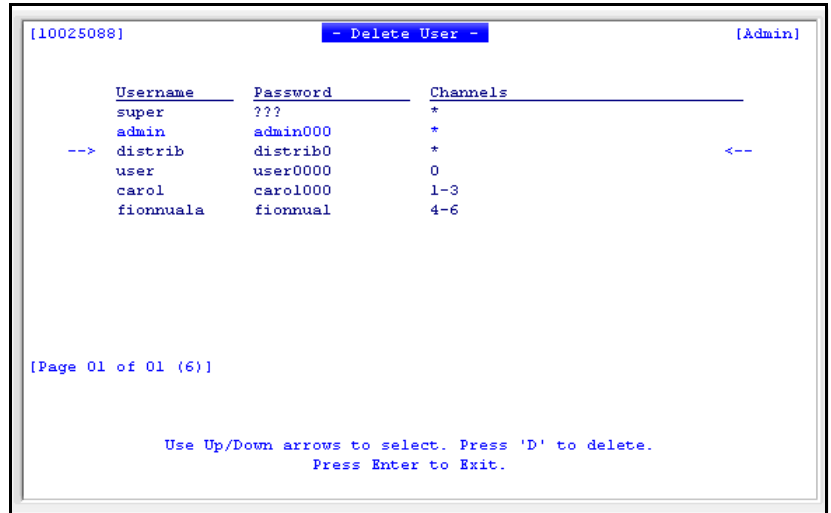 [10025088] - Delete User - [Admin]
Username Password Channels
super ??? *
admin admin000 *
--> distrib distrib0 * <--
user user0000 0
carol carol000 1-3
fionnuala fionnual 4-6
[Page 01 of 01 (6)]
Use Up/Down arrows to select. Press 'D' to delete.
Press Enter to Exit.